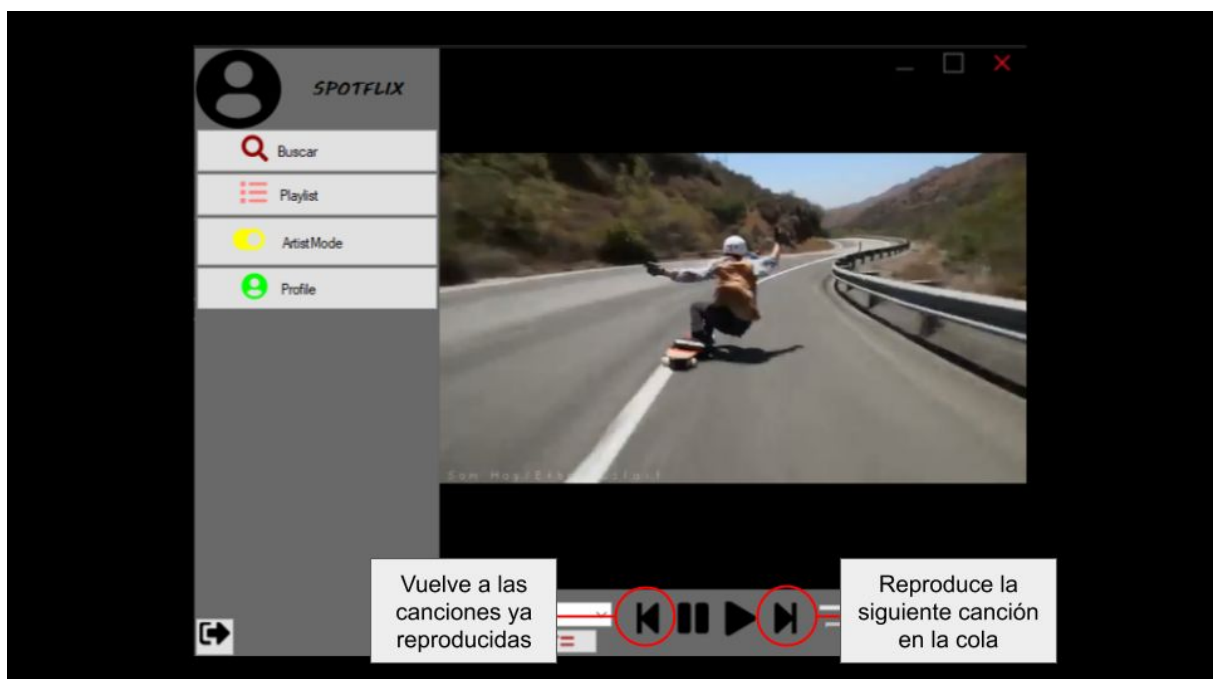 SPOTFLIX
Buscar
Playlist
ArtistMode
Profile
Vuelve a las
canciones ya
reproducidas
Reproduce la
siguiente canción
en la cola